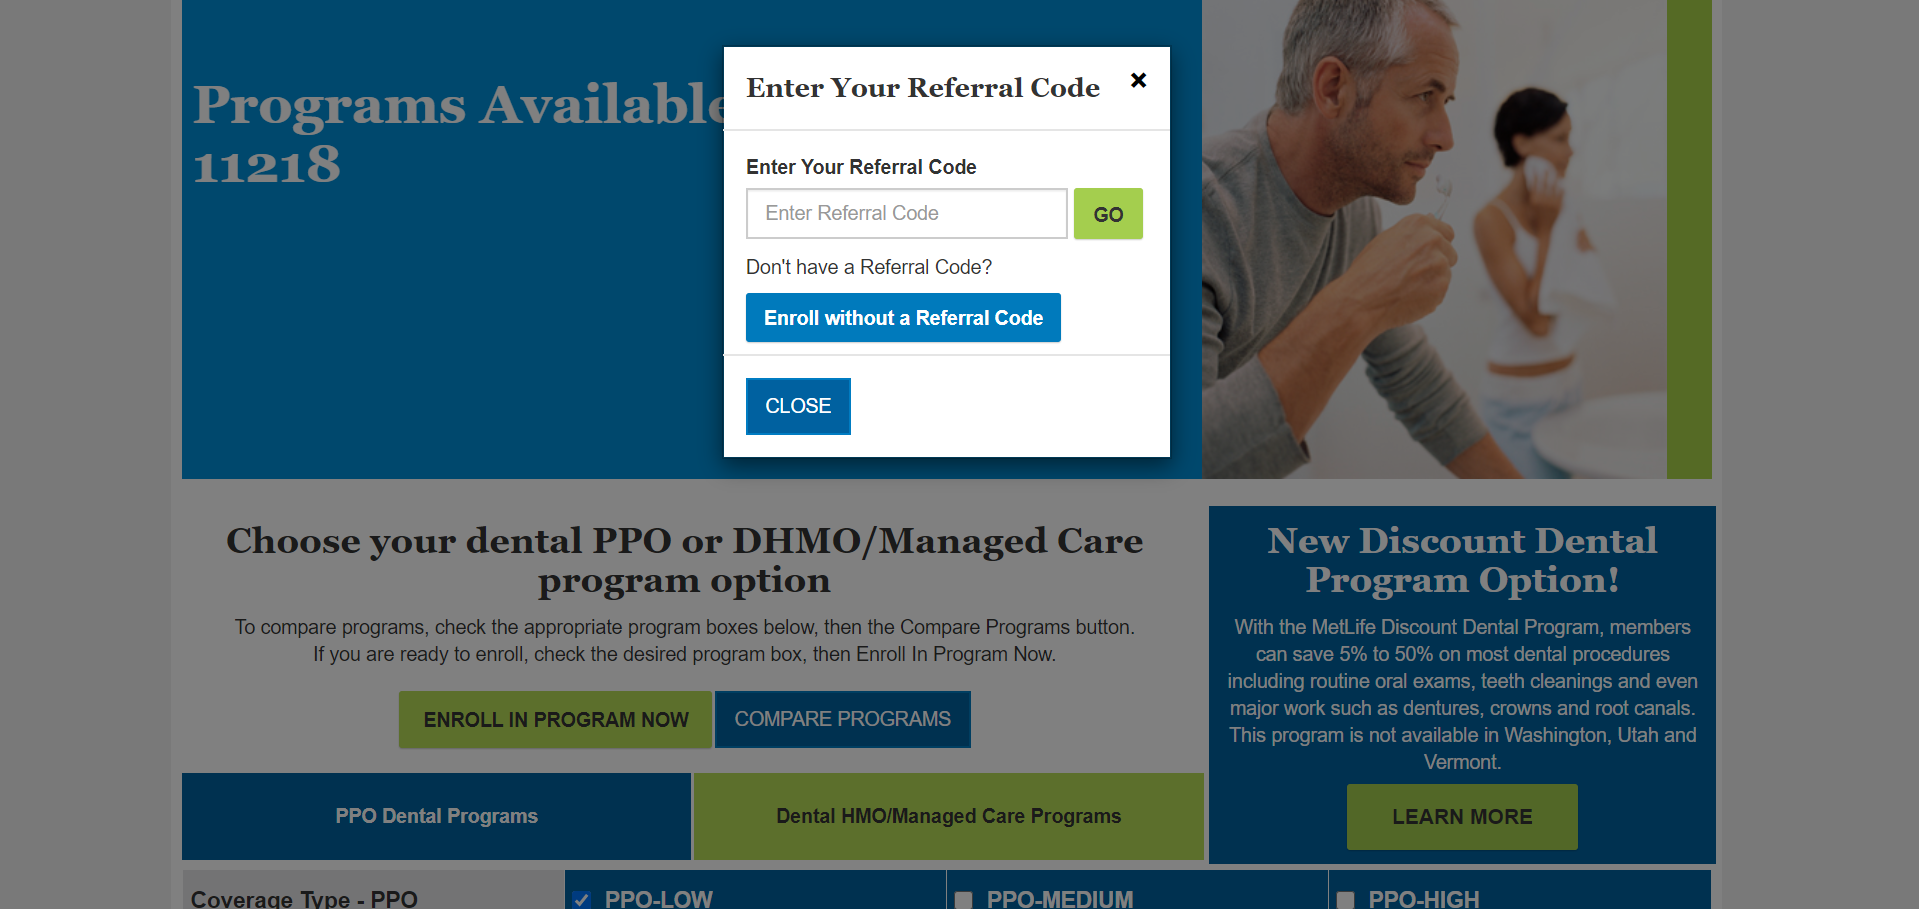 Programs Available
11218
Enter Your Referral Code
×
Enter Your Referral Code
Enter Referral Code
GO
Don't have a Referral Code?
Enroll without a Referral Code
CLOSE
Choose your dental PPO or DHMO/Managed Care
program option
To compare programs, check the appropriate program boxes below, then the Compare Programs button.
If you are ready to enroll, check the desired program box, then Enroll In Program Now.
ENROLL IN PROGRAM NOW
COMPARE PROGRAMS
New Discount Dental
Program Option!
With the MetLife Discount Dental Program, members
can save 5% to 50% on most dental procedures
including routine oral exams, teeth cleanings and even
major work such as dentures, crowns and root canals.
This program is not available in Washington, Utah and
Vermont.
LEARN MORE
PPO Dental Programs
Dental HMO/Managed Care Programs
Coverage Type - PPO
PPO-LOW
PPO-MEDIUM
PPO-HIGH